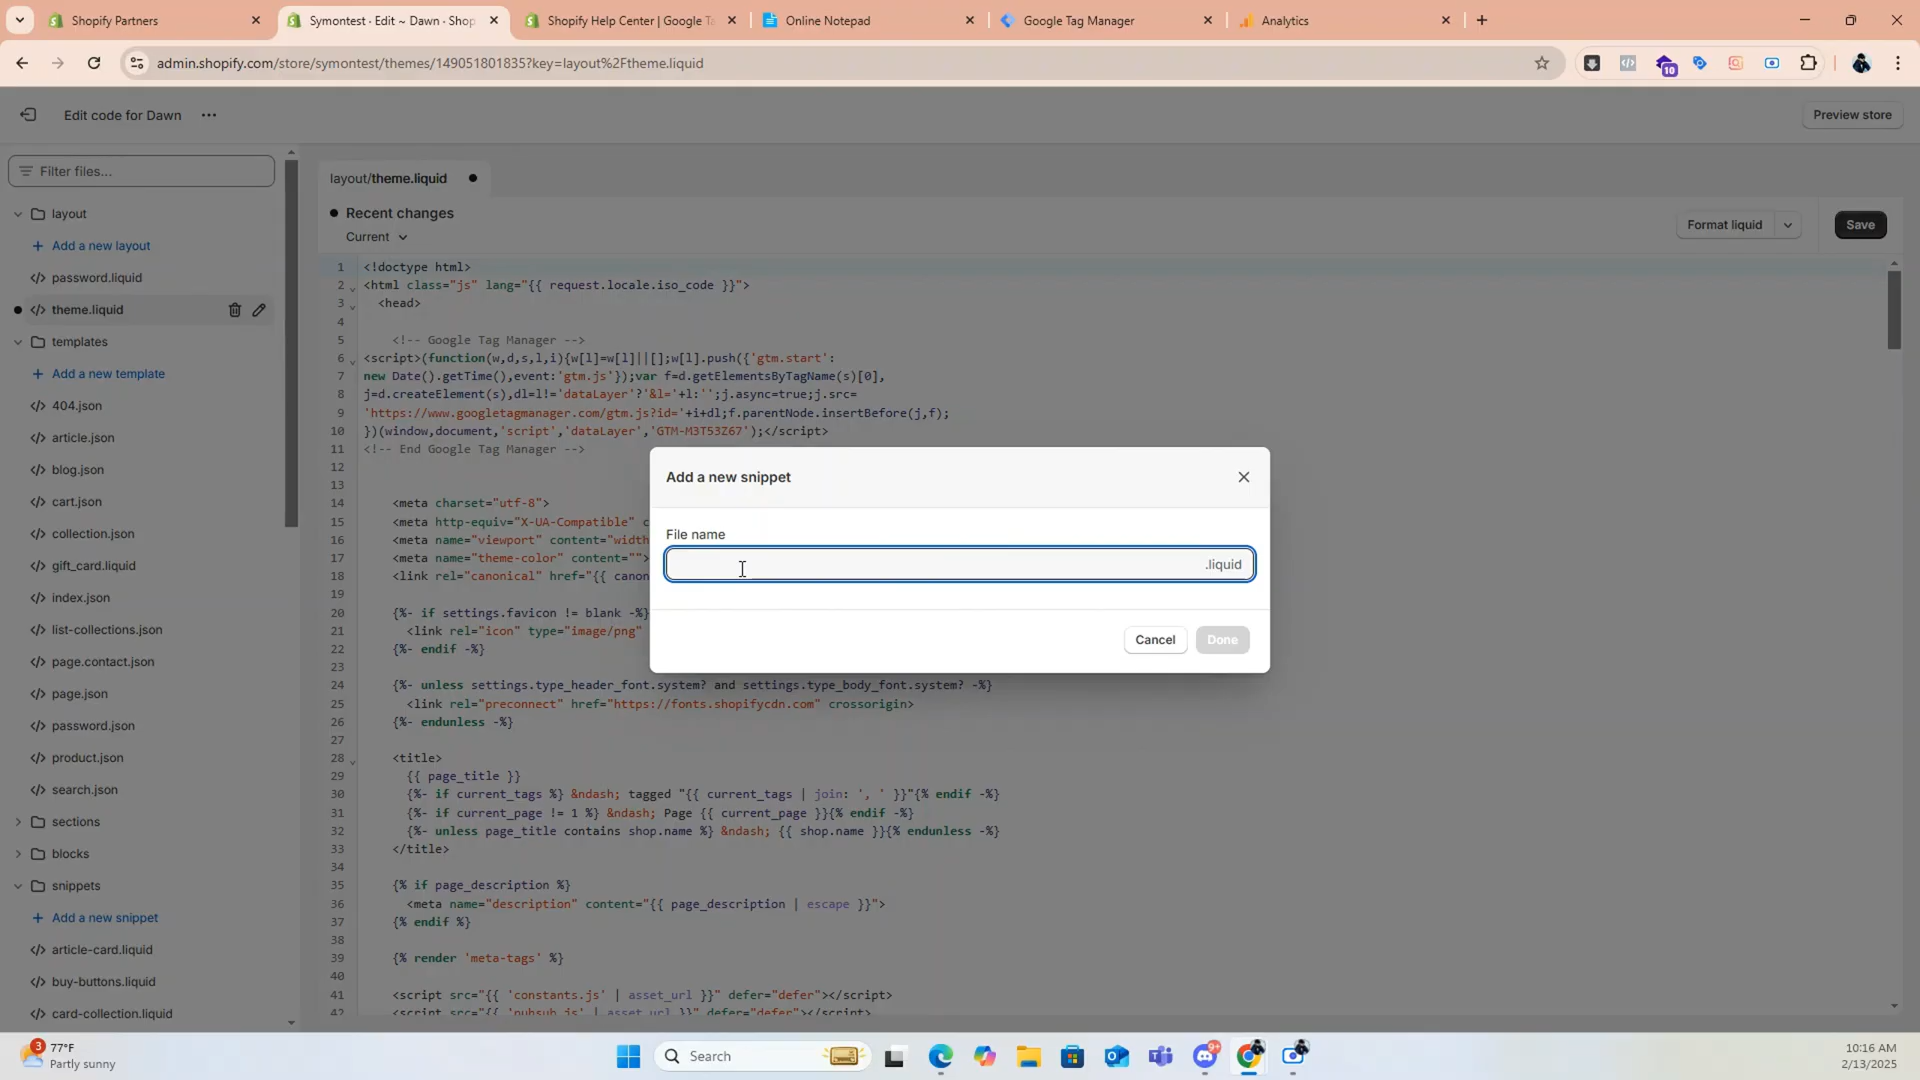 Shopify Partners
Symontest · Edit ~ Dawn · Shop
Shopify Help Center | Google Ta
Online Notepad
Google Tag Manager
Analytics
admin.shopify.com/store/symontest/themes/149051801835?key=layout%2Ftheme.liquid
10
Edit code for Dawn
Preview store
Filter files...
layout
Add a new layout
password.liquid
theme.liquid
templates
Add a new template
404.json
article.json
blog.json
cart.json
collection.json
gift_card.liquid
index.json
list-collections.json
page.contact.json
page.json
password.json
product.json
search.json
sections
blocks
snippets
Add a new snippet
article-card.liquid
buy-buttons.liquid
card-collection.liquid
layout/theme.liquid
Recent changes
Current
Format liquid
Save
1 <!doctype html>
2 <html class="js" lang="{{ request.locale.iso_code }}">
3 <head>
4
5 <!-- Google Tag Manager -->
6 <script>(function(w,d,s,l,i){w[l]=w[l]||[];w[l].push({'gtm.start':
7 new Date().getTime(),event:'gtm.js'});var f=d.getElementsByTagName(s)[0],
8 j=d.createElement(s),dl=l!='dataLayer'?'&l='+l:'';j.async=true;j.src=
9 'https://www.googletagmanager.com/gtm.js?id='+i+dl;f.parentNode.insertBefore(j,f);
10 })(window,document,'script','dataLayer','GTM-M3T53Z67');</script>
11 <!-- End Google Tag Manager -->
12
13
14 <meta charset="utf-8">
15 <meta http-equiv="X-UA-Compatible" c
16 <meta name="viewport" content="width
17 <meta name="theme-color" content="">
18 <link rel="canonical" href="{{ canon
19
20 {%- if settings.favicon != blank -%}
21 <link rel="icon" type="image/png"
22 {%- endif -%}
23
24 {%- unless settings.type_header_font.system? and settings.type_body_font.system? -%}
25 <link rel="preconnect" href="https://fonts.shopifycdn.com" crossorigin>
26 {%- endunless -%}
27
28 <title>
29 {{ page_title }}
30 {%- if current_tags %} &ndash; tagged "{{ current_tags | join: ', ' }}"{% endif -%}
31 {%- if current_page != 1 %} &ndash; Page {{ current_page }}{% endif -%}
32 {%- unless page_title contains shop.name %} &ndash; {{ shop.name }}{% endunless -%}
33 </title>
34
35 {% if page_description %}
36 <meta name="description" content="{{ page_description | escape }}">
37 {% endif %}
38
39 {% render 'meta-tags' %}
40
41 <script src="{{ 'constants.js' | asset_url }}" defer="defer"></script>
42 <script src="{{ 'pubsub.js' | asset_url }}" defer="defer"></script>
Add a new snippet
File name
.liquid
Cancel
Done
3
77°F
Partly sunny
Search
9+
10:16 AM
2/13/2025